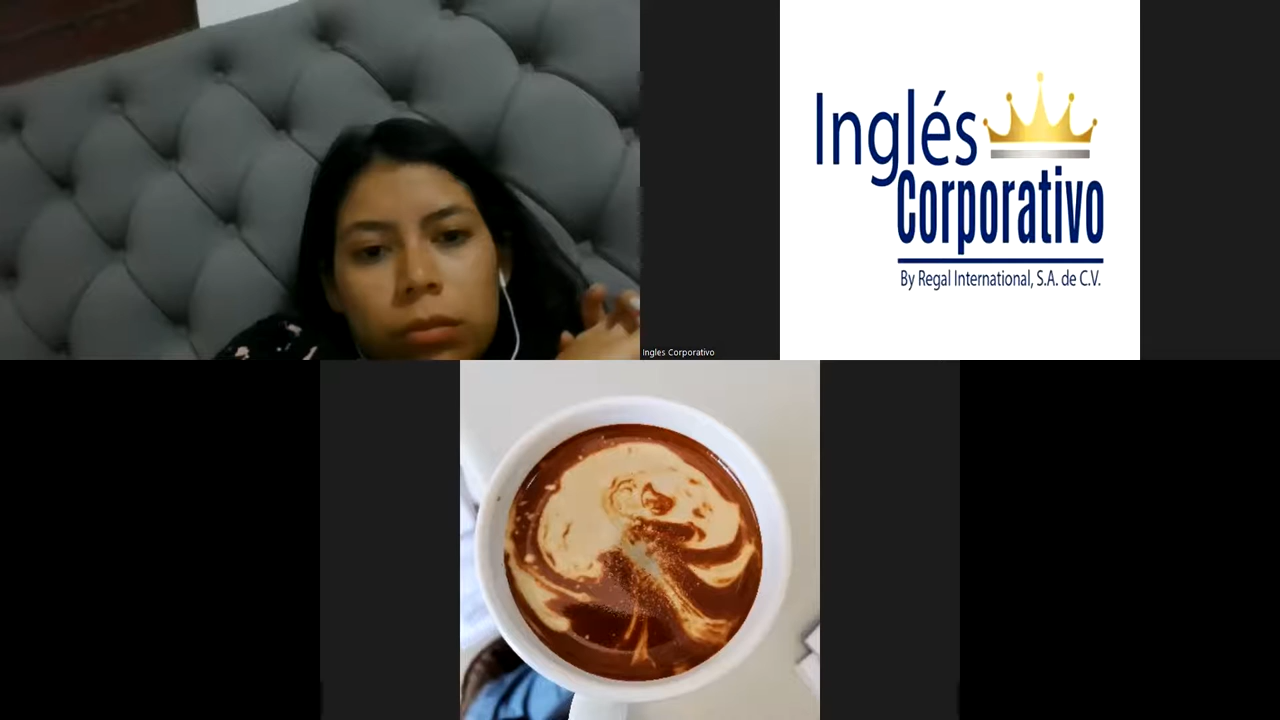 Inglés
Corporativo
By Regal International, S.A. de C.V.
Ingles Corporativo